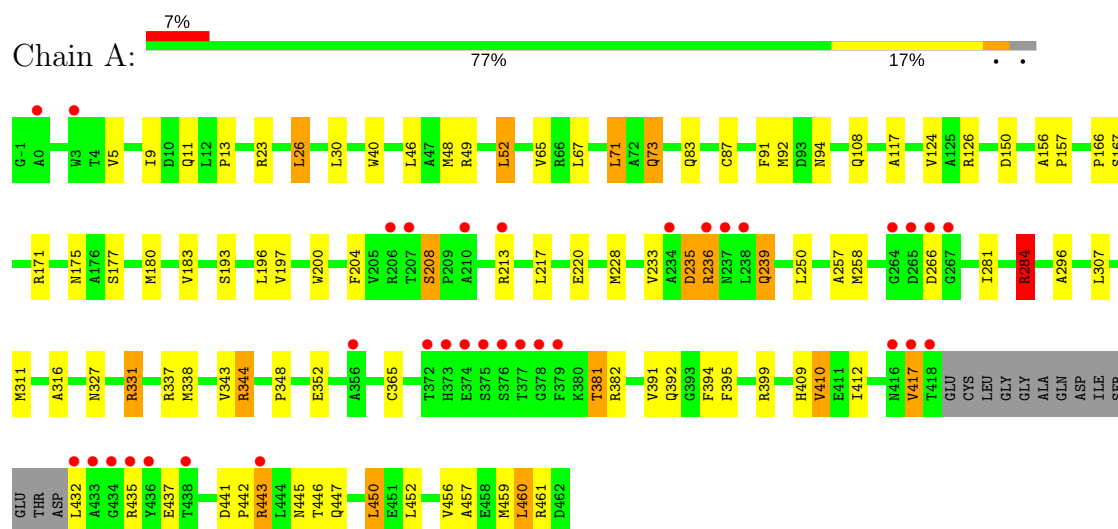 7%
Chain A:
77% 17% • •
G-1 A0 W3 T4 V5 I9 D10 Q11 L12 P13 R23 L26 L30 W40 L46 A47 M48 R49 L52 V65 R66 L67 L71 A72 Q73 Q83 C87 F91 M92 D93 N94 Q108 A117 V124 A125 R126 D150 A156 P157 P166 S167
R171 N175 A176 S177 M180 V183 S193 L196 V197 W200 F204 V205 R206 T207 S208 P209 A210 R213 L217 E220 M228 V233 A234 D235 R236 N237 L238 Q239 L250 A257 M258 G264 D265 D266 G267 I281 R284 A296 L307
M311 A316 N327 R331 R337 M338 V343 R344 P348 E352 A356 C365 T372 H373 E374 S375 S376 T377 G378 F379 K380 T381 R382 V391 Q392 G393 F394 F395 R399 H409 V410 E411 I412 N416 V417 T418 GLU CYS LEU GLY GLY ALA GLN ASP ILE SER
GLU THR ASP L432 A433 G434 R435 Y436 E437 T438 D441 P442 R443 L444 N445 T446 Q447 L450 E451 L452 V456 A457 E458 M459 L460 R461 D462